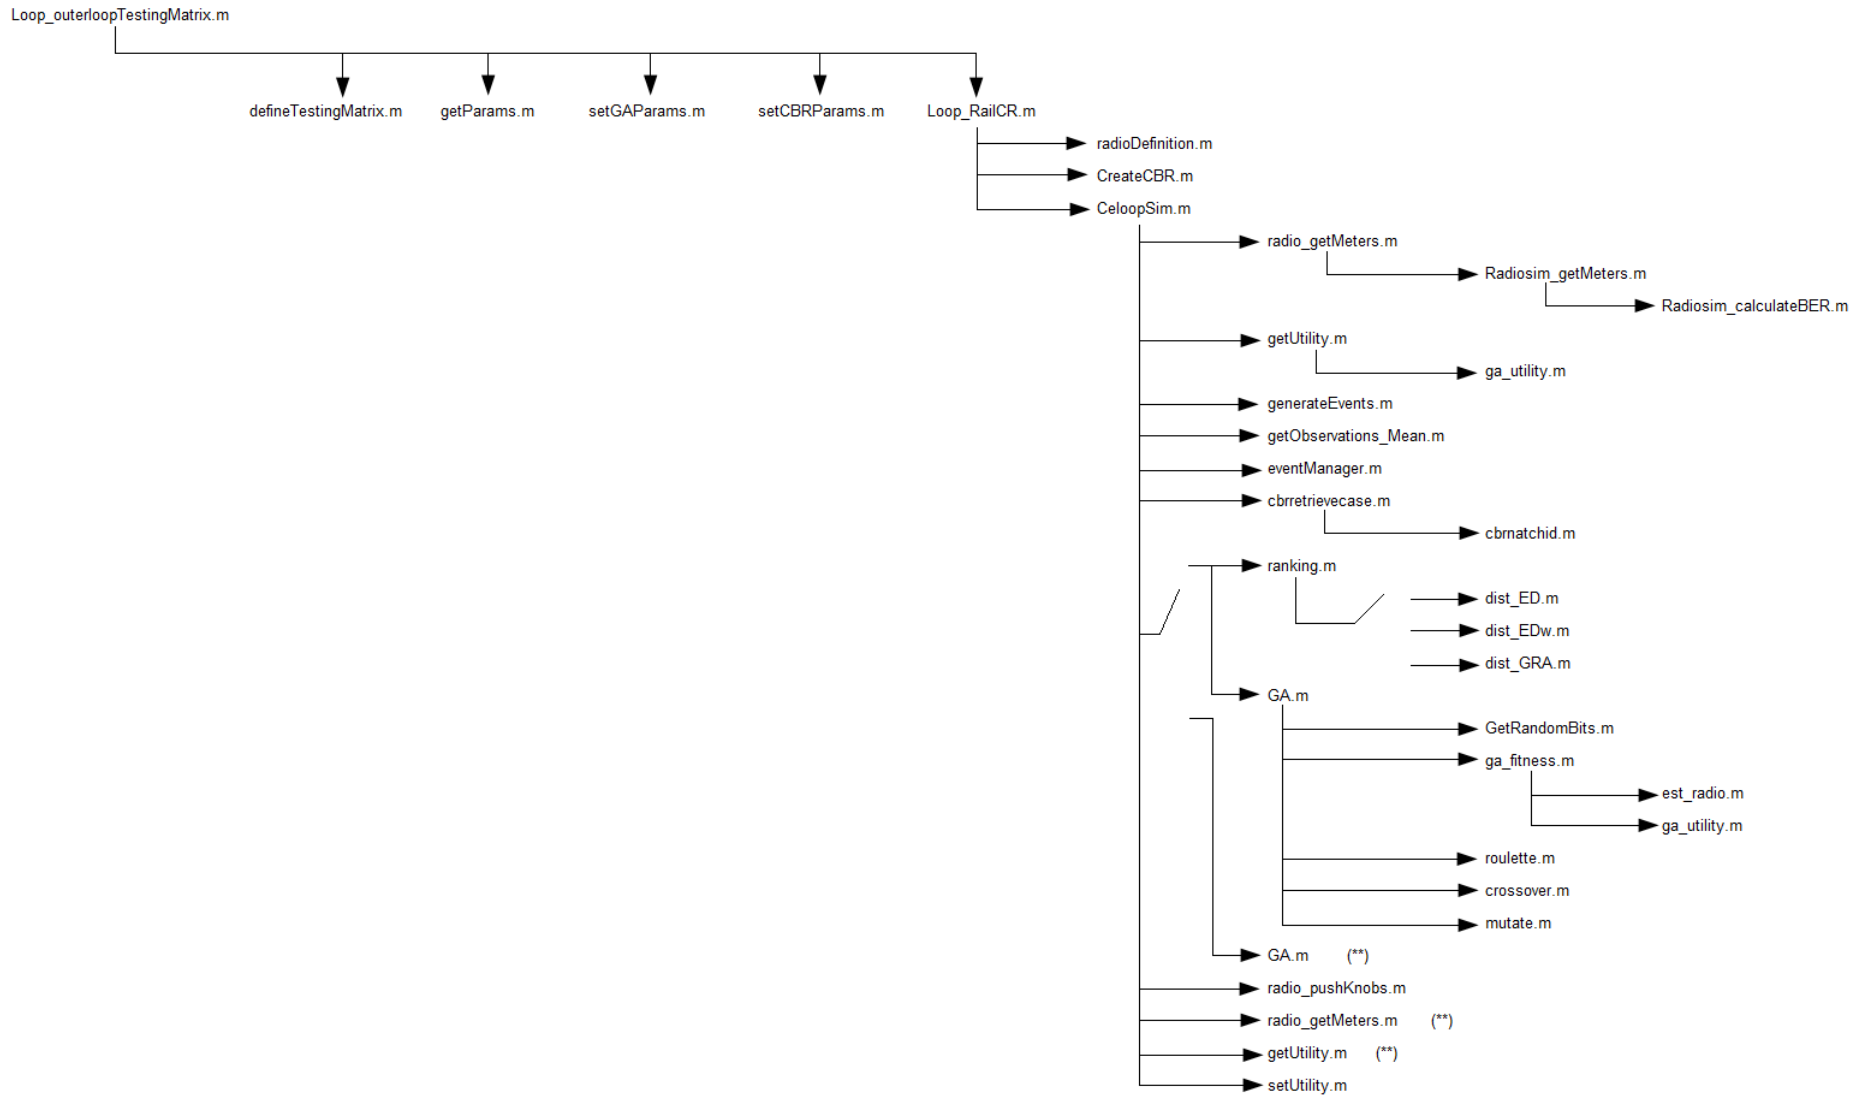 Loop_outerloopTestingMatrix.m
defineTestingMatrix.m getParams.m setGAParams.m setCBRParams.m Loop_RailCR.m
radioDefinition.m
CreateCBR.m
CeloopSim.m
radio_getMeters.m
Radiosim_getMeters.m
Radiosim_calculateBER.m
getUtility.m
ga_utility.m
generateEvents.m
getObservations_Mean.m
eventManager.m
cbrretrievecase.m
cbrnatchid.m
ranking.m
dist_ED.m
dist_EDw.m
dist_GRA.m
GA.m
GetRandomBits.m
ga_fitness.m
est_radio.m
ga_utility.m
roulette.m
crossover.m
mutate.m
GA.m (**)
radio_pushKnobs.m
radio_getMeters.m (**)
getUtility.m (**)
setUtility.m